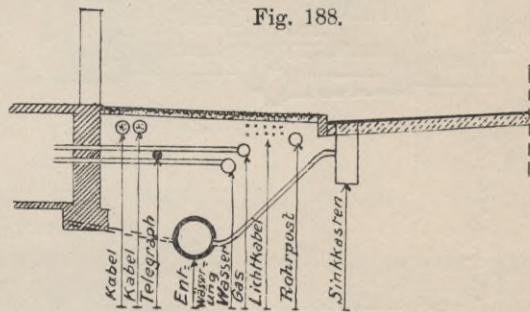 Fig. 188.
Kabel
Kabel
Telegraph
Ent-
wässer-
ung
Wasser
Gas
Lichtkabel
Rohrpost
Sinkkasten